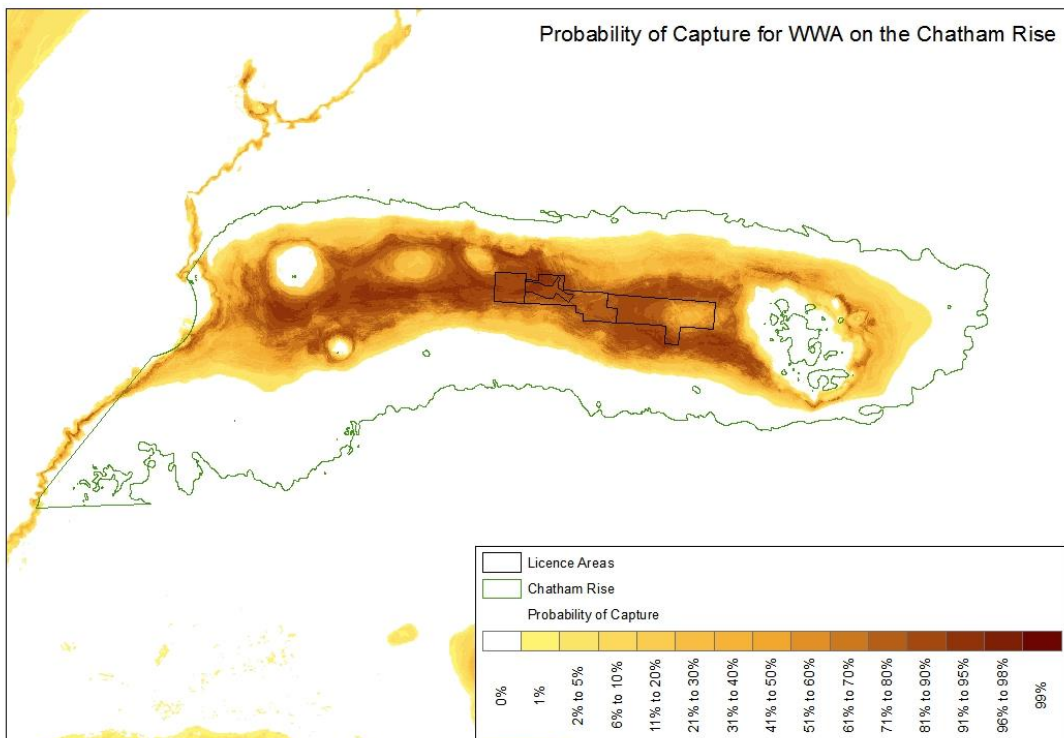 Probability of Capture for WWA on the Chatham Rise
Licence Areas
Chatham Rise
Probability of Capture
0%
1%
2% to 5%
6% to 10%
11% to 20%
21% to 30%
31% to 40%
41% to 50%
51% to 60%
61% to 70%
71% to 80%
81% to 90%
91% to 95%
96% to 98%
99%